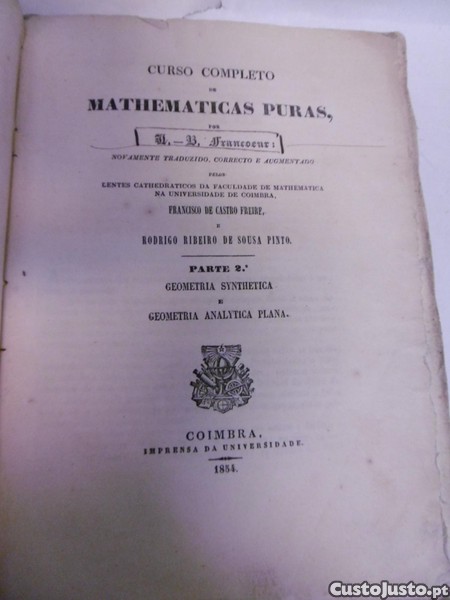 CURSO COMPLETO
DE
MATHEMATICAS PURAS,
POR
L.-B. Francoeur:
NOVAMENTE TRADUZIDO, CORRECTO E AUGMENTADO
PELOS
LENTES CATHEDRATICOS DA FACULDADE DE MATHEMATICA
NA UNIVERSIDADE DE COIMBRA,
FRANCISCO DE CASTRO FREIRE,
E
RODRIGO RIBEIRO DE SOUSA PINTO.
PARTE 2.ª
GEOMETRIA SYNTHETICA
E
GEOMETRIA ANALYTICA PLANA.
COIMBRA,
IMPRENSA DA UNIVERSIDADE.
1854.
CustoJusto.pt